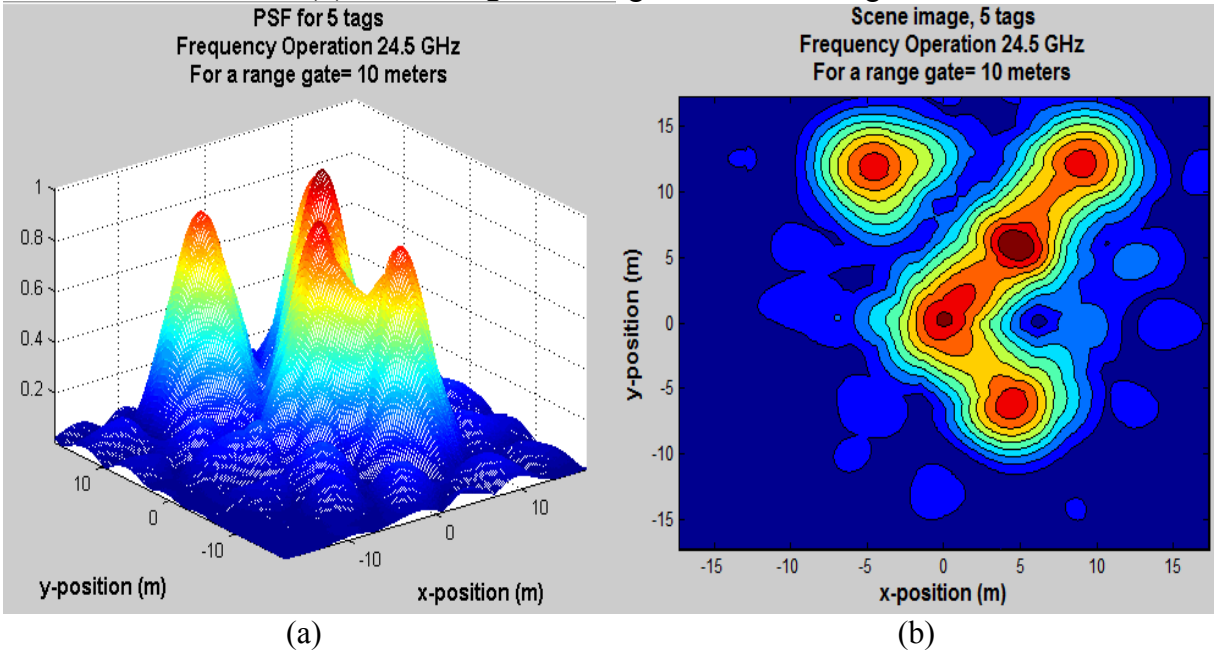 PSF for 5 tags
Frequency Operation 24.5 GHz
For a range gate= 10 meters
1
0.8
0.6
0.4
0.2
10
0
-10
-10
0
10
y-position (m)
x-position (m)
(a)
Scene image, 5 tags
Frequency Operation 24.5 GHz
For a range gate= 10 meters
15
10
5
0
-5
-10
-15
y-position (m)
-15 -10 -5 0 5 10 15
x-position (m)
(b)